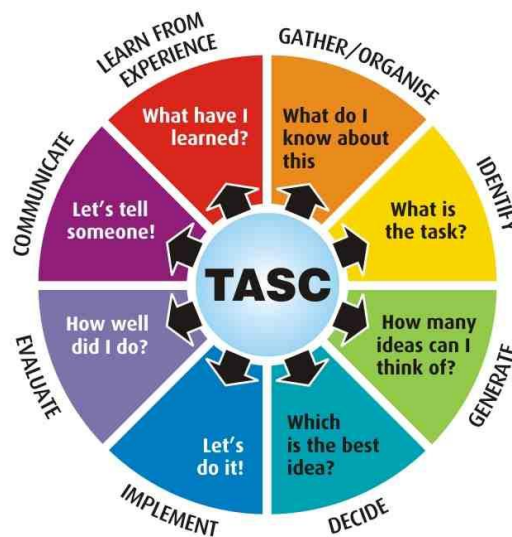 LEARN FROM
EXPERIENCE
What have I
learned?
GATHER/ORGANISE
What do I
know about
this
IDENTIFY
What is
the task?
GENERATE
How many
ideas can I
think of?
DECIDE
Which
is the best
idea?
IMPLEMENT
Let's
do it!
EVALUATE
How well
did I do?
COMMUNICATE
Let's tell
someone!
TASC